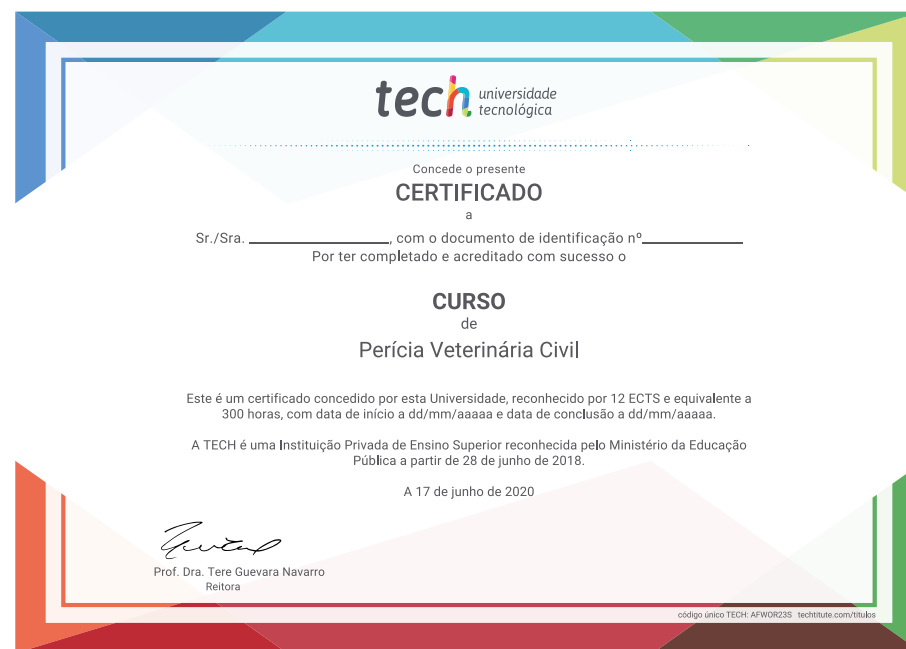 tech universidade
tecnológica
Concede o presente
CERTIFICADO
a
Sr./Sra. ________________, com o documento de identificação nº____________
Por ter completado e acreditado com sucesso o
CURSO
de
Perícia Veterinária Civil
Este é um certificado concedido por esta Universidade, reconhecido por 12 ECTS e equivalente a
300 horas, com data de início a dd/mm/aaaaa e data de conclusão a dd/mm/aaaaa.
A TECH é uma Instituição Privada de Ensino Superior reconhecida pelo Ministério da Educação
Pública a partir de 28 de junho de 2018.
A 17 de junho de 2020
Prof. Dra. Tere Guevara Navarro
Reitora
código único TECH: AFWOR23S techtitute.com/titulos